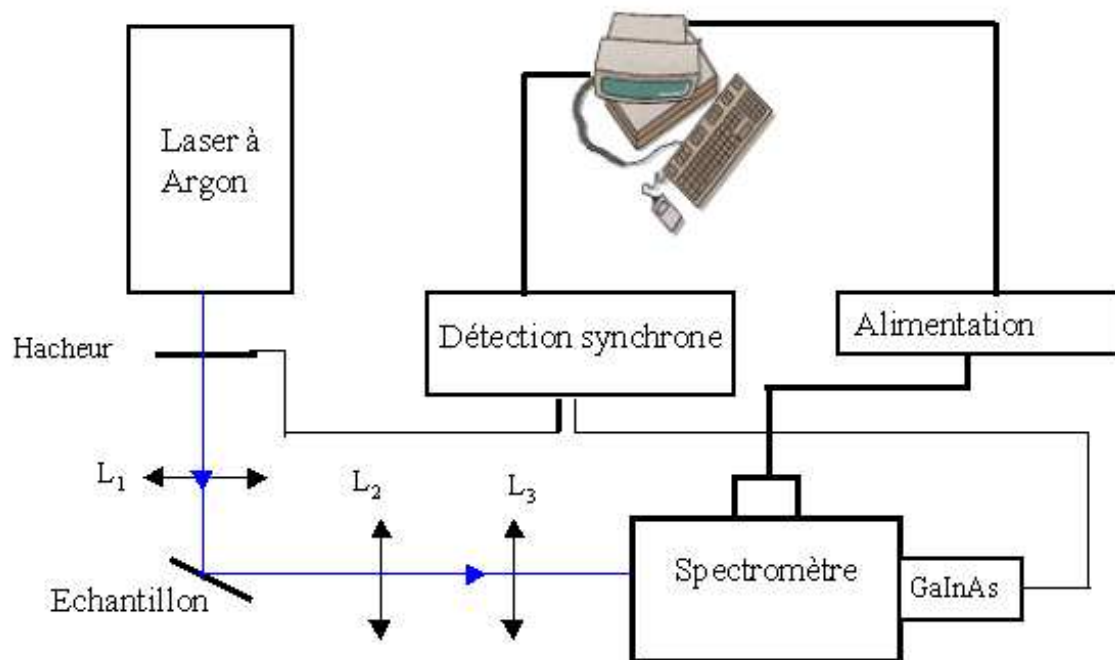 Laser à
Argon
Hacheur
Détection synchrone
Alimentation
L1
L2
L3
Echantillon
Spectromètre
GaInAs